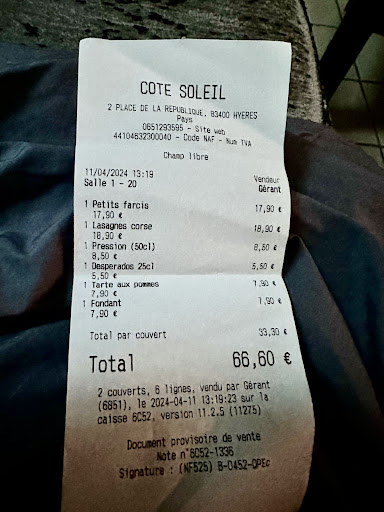 COTE SOLEIL
2 PLACE DE LA REPUBLIQUE, 83400 HYERES
Pays
0651293595 - Site web
44104632300040 - Code NAF - Num TVA
Champ libre
11/04/2024 13:19 Vendeur
Salle 1 - 20 Gérant
1 Petits farcis 17,90 €
17,90 €
1 Lasagnes corse 18,90 €
18,90 €
1 Pression (50cl) 8,50 €
8,50 €
1 Desperados 25cl 5,50 €
5,50 €
1 Tarte aux pommes 7,90 €
7,90 €
1 Fondant 7,90 €
7,90 €
Total par couvert 33,30 €
Total 66,60 €
2 couverts, 6 lignes, vendu par Gérant
(6851), le 2024-04-11 13:19:23 sur la
caisse 6C52, version 11.2.5 (11275)
Document provisoire de vente
Note n°6C52-1336
Signature : (NF525) B-C452-QPEc